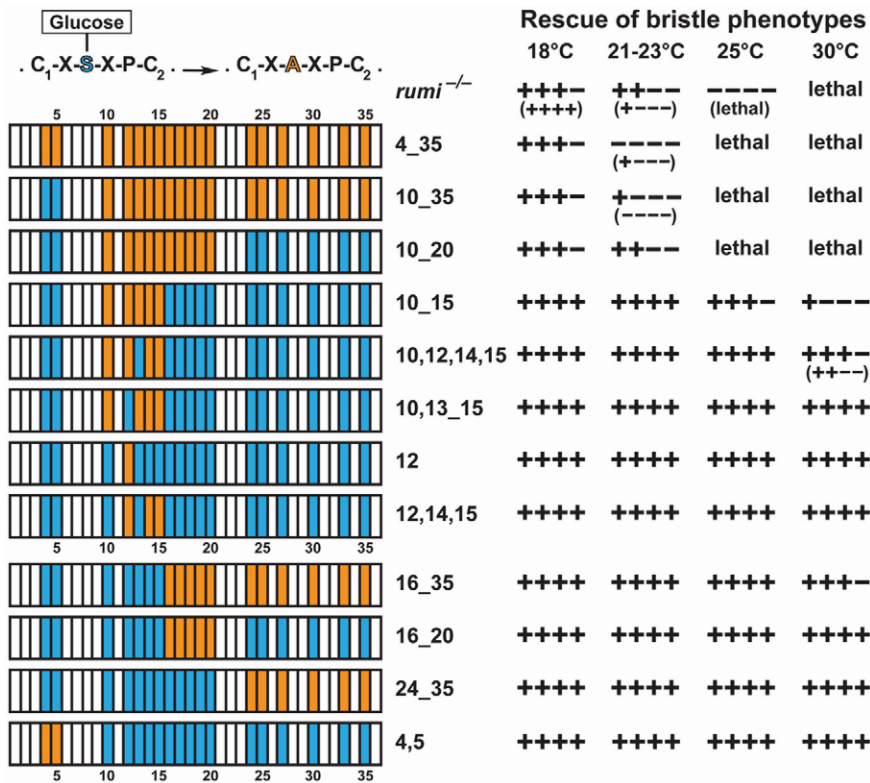 Glucose
. C1-X-S-X-P-C2 . → . C1-X-A-X-P-C2 .
Rescue of bristle phenotypes
18°C 21-23°C 25°C 30°C
rumi−/− +++− ++−− −−−− lethal
(++++) (+−−−) (lethal)
5 10 15 20 25 30 35
4_35 +++− −−−− lethal lethal
(+−−−)
10_35 +++− +−−− lethal lethal
(−−−−)
10_20 +++− ++−− lethal lethal
10_15 ++++ ++++ +++− +−−−
10,12,14,15 ++++ ++++ ++++ +++−
(++−−)
10,13_15 ++++ ++++ ++++ ++++
12 ++++ ++++ ++++ ++++
12,14,15 ++++ ++++ ++++ ++++
5 10 15 20 25 30 35
16_35 ++++ ++++ ++++ +++−
16_20 ++++ ++++ ++++ ++++
24_35 ++++ ++++ ++++ ++++
4,5 ++++ ++++ ++++ ++++
5 10 15 20 25 30 35